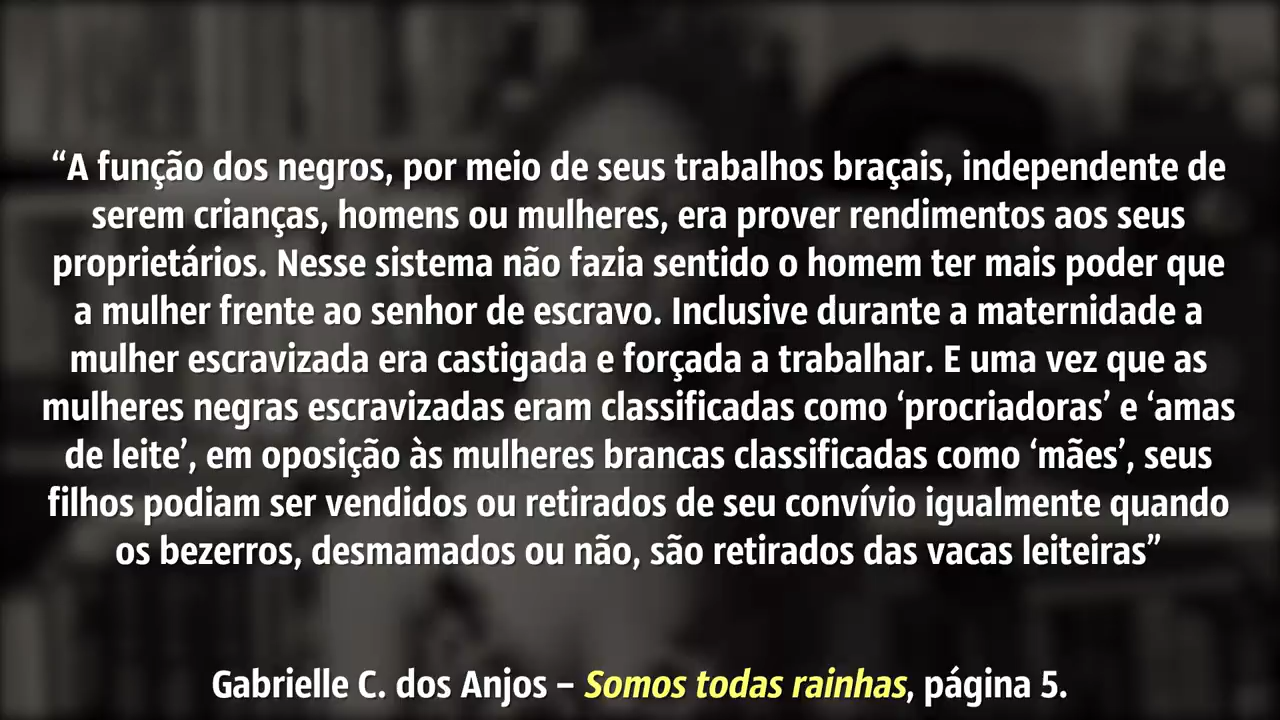 “A função dos negros, por meio de seus trabalhos braçais, independente de
serem crianças, homens ou mulheres, era prover rendimentos aos seus
proprietários. Nesse sistema não fazia sentido o homem ter mais poder que
a mulher frente ao senhor de escravo. Inclusive durante a maternidade a
mulher escravizada era castigada e forçada a trabalhar. E uma vez que as
mulheres negras escravizadas eram classificadas como ‘procriadoras’ e ‘amas
de leite’, em oposição às mulheres brancas classificadas como ‘mães’, seus
filhos podiam ser vendidos ou retirados de seu convívio igualmente quando
os bezerros, desmamados ou não, são retirados das vacas leiteiras”
Gabrielle C. dos Anjos – Somos todas rainhas, página 5.